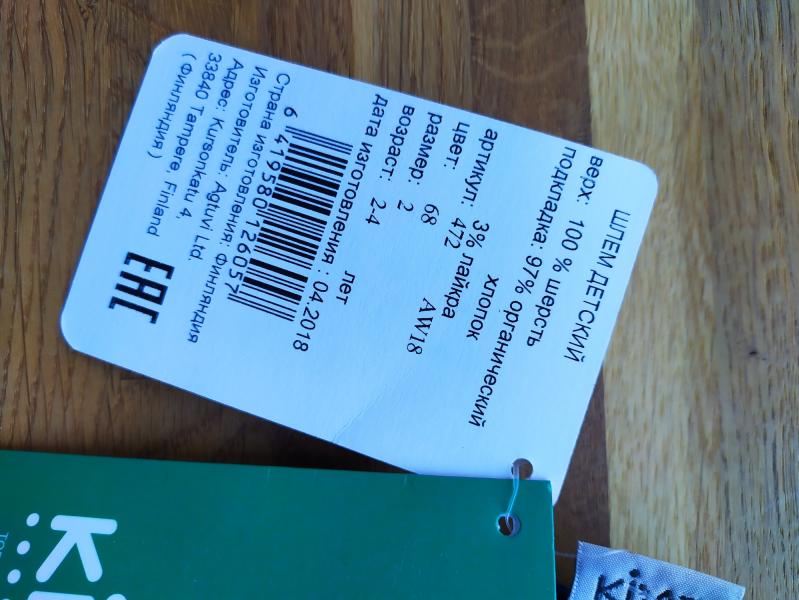 ШЛЕМ ДЕТСКИЙ
верх: 100 % шерсть
подкладка: 97% органический
хлопок
3% лайкра
артикул: 472 AW18
цвет: 68
размер: 2
возраст: 2-4 лет
дата изготовления : 04.2018
6 419580 126057
Страна изготовления: Финляндия
Изготовитель: Agtuvi Ltd.
Адрес: Kursonkatu 4,
33840 Tampere. Finland
( Финляндия )
EAC